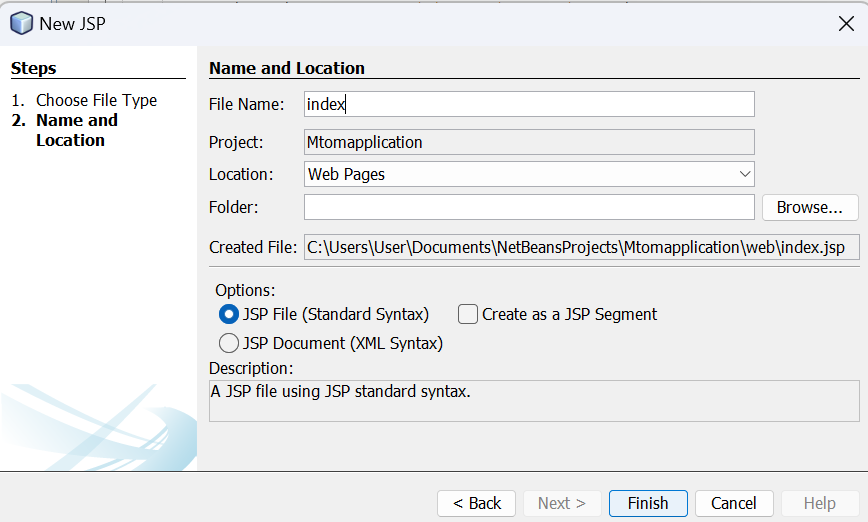 New JSP
Steps
1. Choose File Type
2. Name and
Location
Name and Location
File Name: index
Project: Mtomapplication
Location: Web Pages
Folder: Browse...
Created File: C:\Users\User\Documents\NetBeansProjects\Mtomapplication\web\index.jsp
Options:
JSP File (Standard Syntax) Create as a JSP Segment
JSP Document (XML Syntax)
Description:
A JSP file using JSP standard syntax.
< Back Next > Finish Cancel Help